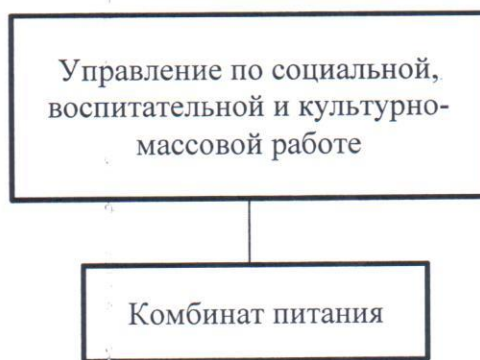 Управление по социальной,
воспитательной и культурно-
массовой работе
Комбинат питания